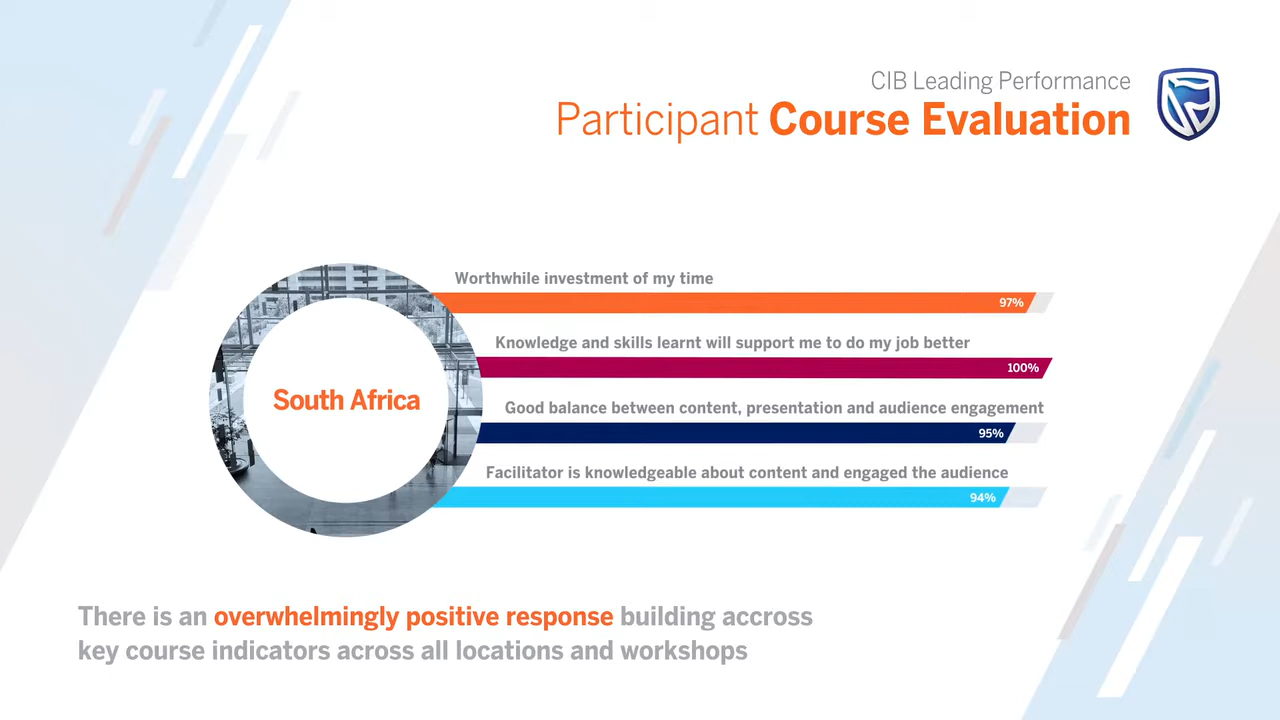 CIB Leading Performance
Participant Course Evaluation
Worthwhile investment of my time
97%
Knowledge and skills learnt will support me to do my job better
100%
South Africa
Good balance between content, presentation and audience engagement
95%
Facilitator is knowledgeable about content and engaged the audience
94%
There is an overwhelmingly positive response building accross
key course indicators across all locations and workshops